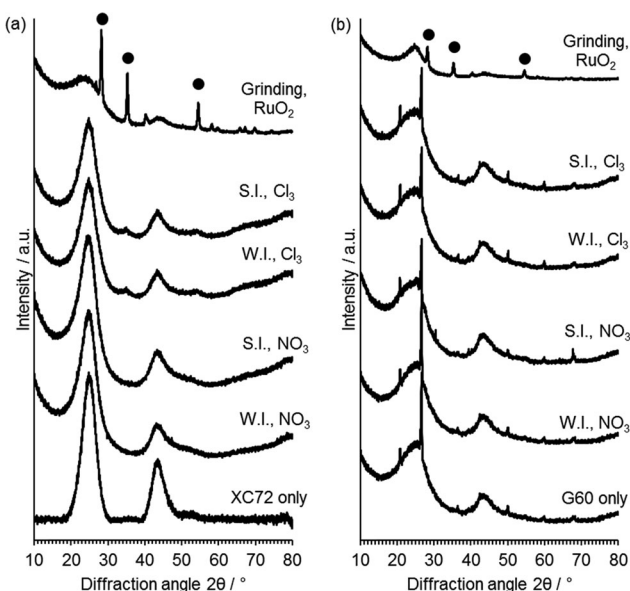 (a)
Grinding,
RuO2
S.I., Cl3
W.I., Cl3
S.I., NO3
W.I., NO3
XC72 only
Intensity / a.u.
10 20 30 40 50 60 70 80
Diffraction angle 2θ / °
(b)
Grinding,
RuO2
S.I., Cl3
W.I., Cl3
S.I., NO3
W.I., NO3
G60 only
Intensity / a.u.
10 20 30 40 50 60 70 80
Diffraction angle 2θ / °